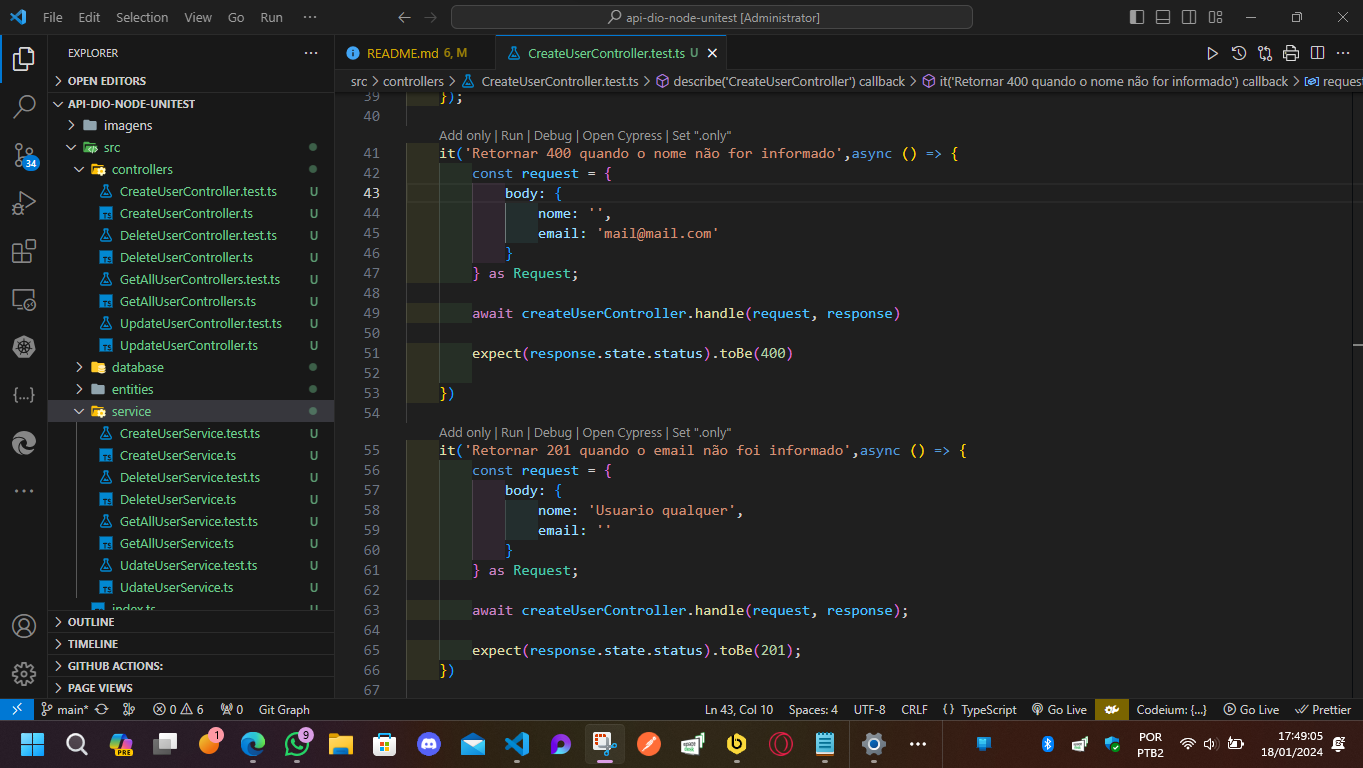 File Edit Selection View Go Run ···
api-dio-node-unitest [Administrator]
EXPLORER ···
OPEN EDITORS
API-DIO-NODE-UNITEST
imagens
src
controllers
CreateUserController.test.ts U
CreateUserController.ts U
DeleteUserController.test.ts U
DeleteUserController.ts U
GetAllUserControllers.test.ts U
GetAllUserControllers.ts U
UpdateUserController.test.ts U
UpdateUserController.ts U
database
entities
service
CreateUserService.test.ts U
CreateUserService.ts U
DeleteUserService.test.ts U
DeleteUserService.ts U
GetAllUserService.test.ts U
GetAllUserService.ts U
UdateUserService.test.ts U
UdateUserService.ts U
index.ts U
OUTLINE
TIMELINE
GITHUB ACTIONS:
PAGE VIEWS
34
README.md 6, M
CreateUserController.test.ts U
src > controllers > CreateUserController.test.ts > describe('CreateUserController') callback > it('Retornar 400 quando o nome não for informado') callback > reques
39 });
40
Add only | Run | Debug | Open Cypress | Set ".only"
41 it('Retornar 400 quando o nome não for informado',async () => {
42 const request = {
43 body: {
44 nome: '',
45 email: 'mail@mail.com'
46 }
47 } as Request;
48
49 await createUserController.handle(request, response)
50
51 expect(response.state.status).toBe(400)
52
53 })
54
Add only | Run | Debug | Open Cypress | Set ".only"
55 it('Retornar 201 quando o email não foi informado',async () => {
56 const request = {
57 body: {
58 nome: 'Usuario qualquer',
59 email: ''
60 }
61 } as Request;
62
63 await createUserController.handle(request, response);
64
65 expect(response.state.status).toBe(201);
66 })
67
main* 0 6 0 Git Graph Ln 43, Col 10 Spaces: 4 UTF-8 CRLF {} TypeScript Go Live Codeium: {...} Go Live Prettier
PRE 1 9 POR 17:49:05
PTB2 18/01/2024